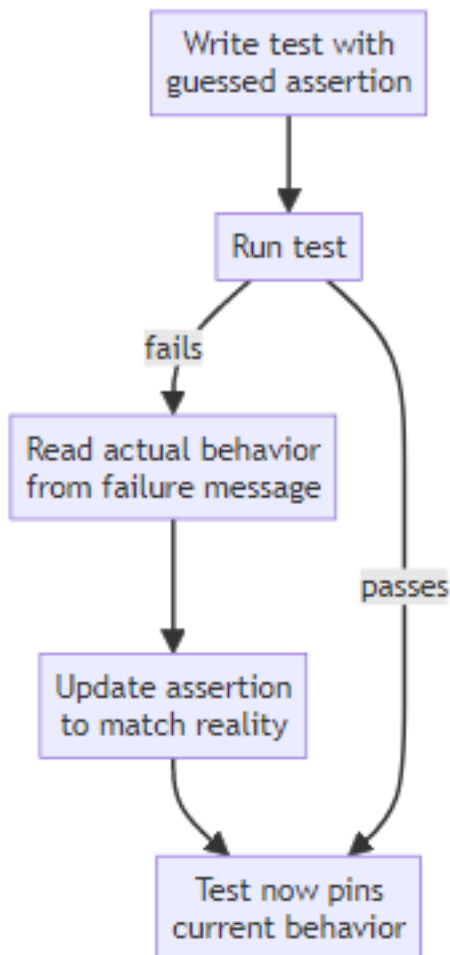 Write test with
guessed assertion
Run test
fails
Read actual behavior
from failure message
passes
Update assertion
to match reality
Test now pins
current behavior